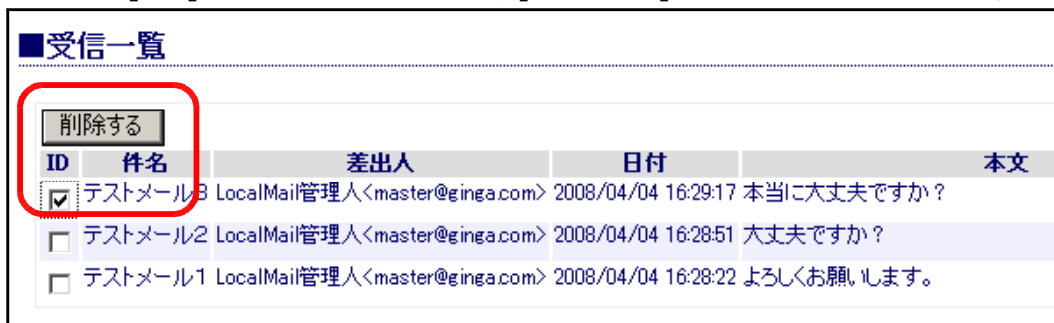 ■受信一覧
削除する
ID 件名 差出人 日付 本文
テストメール3 LocalMail管理人<master@ginga.com> 2008/04/04 16:29:17 本当に大丈夫ですか？
テストメール2 LocalMail管理人<master@ginga.com> 2008/04/04 16:28:51 大丈夫ですか？
テストメール1 LocalMail管理人<master@ginga.com> 2008/04/04 16:28:22 よろしくお願いします。